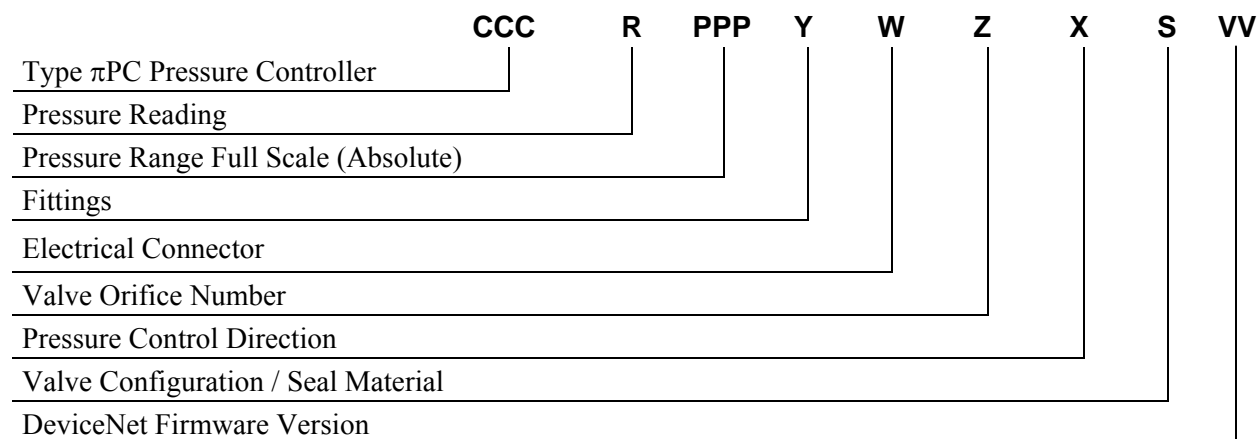 CCC R PPP Y W Z X S VV
Type πPC Pressure Controller
Pressure Reading
Pressure Range Full Scale (Absolute)
Fittings
Electrical Connector
Valve Orifice Number
Pressure Control Direction
Valve Configuration / Seal Material
DeviceNet Firmware Version